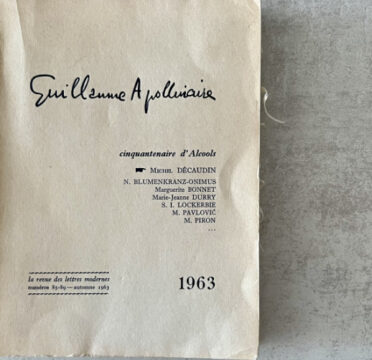 Guillaume Apollinaire
cinquantenaire d'Alcools
☛ Michel DÉCAUDIN
N. BLUMENKRANZ-ONIMUS
Marguerite BONNET
Marie-Jeanne DURRY
S. I. LOCKERBIE
M. PAVLOVIĆ
M. PIRON
...
la revue des lettres modernes
numéros 85-89 — automne 1963
1963